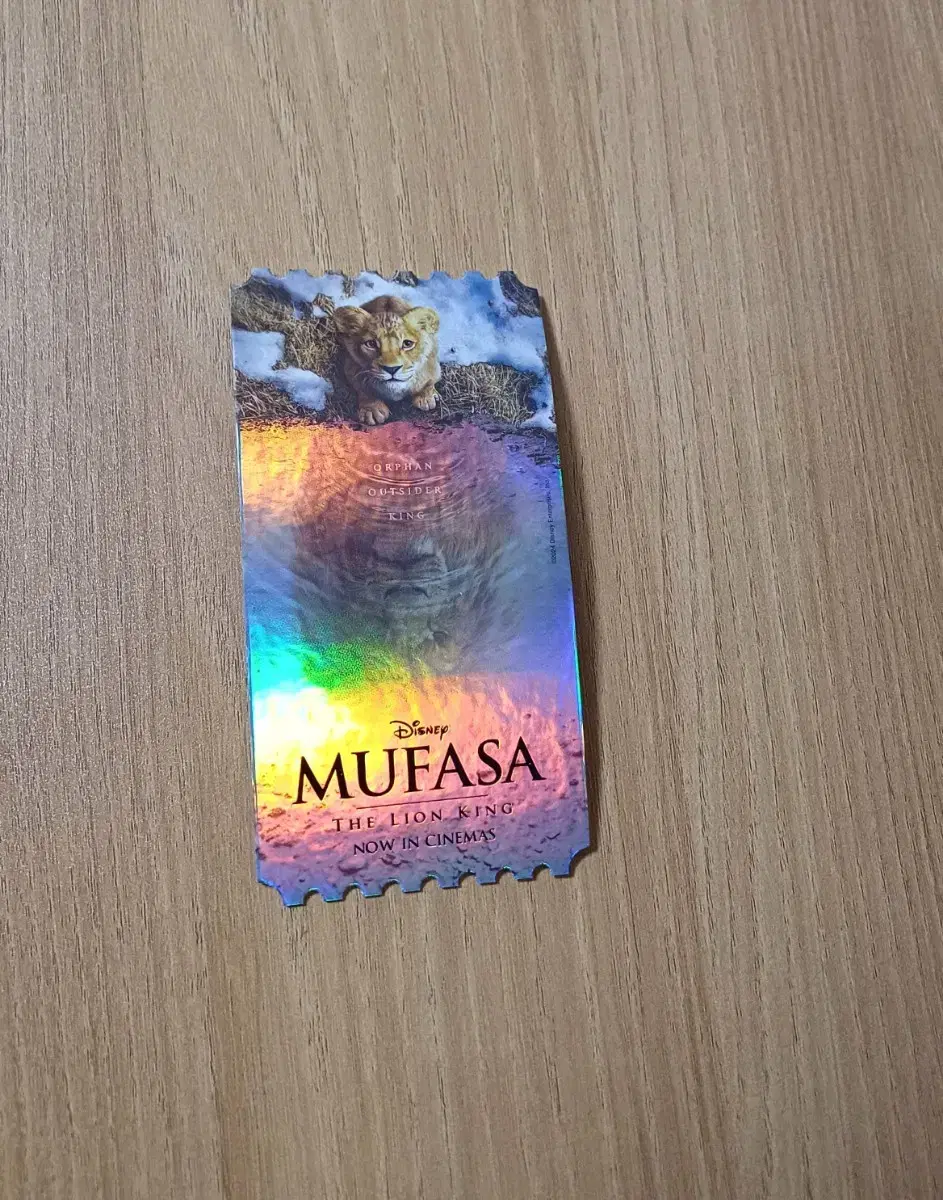 ORPHAN
OUTSIDER
KING
Disney
MUFASA
THE LION KING
NOW IN CINEMAS